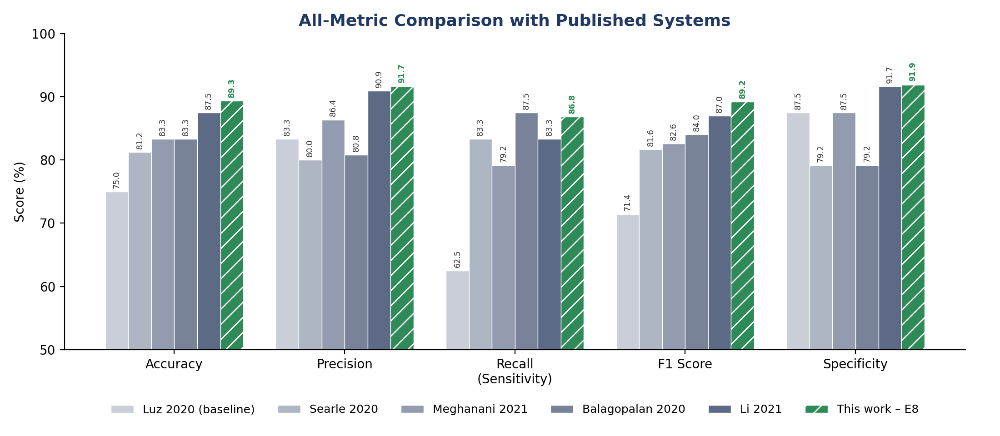 All-Metric Comparison with Published Systems
Score (%)
100
90
80
70
60
50
75.0
81.2
83.3
83.3
87.5
89.3
83.3
80.0
86.4
80.8
90.9
91.7
62.5
83.3
79.2
87.5
83.3
86.8
71.4
81.6
82.6
84.0
87.0
89.2
87.5
79.2
87.5
79.2
91.7
91.9
Accuracy
Precision
Recall
(Sensitivity)
F1 Score
Specificity
Luz 2020 (baseline)
Searle 2020
Meghanani 2021
Balagopalan 2020
Li 2021
This work – E8